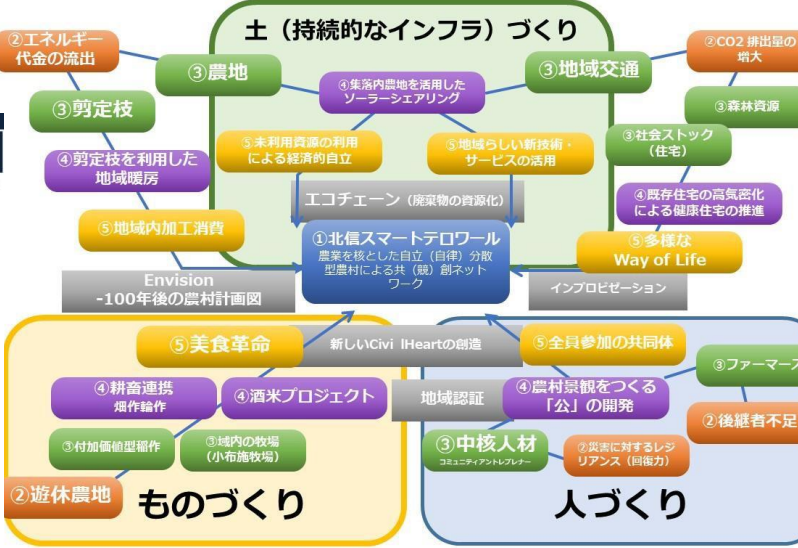 土（持続的なインフラ）づくり
②エネルギー
代金の流出
③農地
④集落内農地を活用した
ソーラーシェアリング
③地域交通
②CO2 排出量の
増大
③剪定枝
③森林資源
③社会ストック
（住宅）
④剪定枝を利用した
地域暖房
⑤未利用資源の利用
による経済的自立
⑤地域らしい新技術・
サービスの活用
④既存住宅の高気密化
による健康住宅の推進
エコチェーン（廃棄物の資源化）
⑤地域内加工消費
①北信スマートテロワール
農業を核とした自立（自律）分散
型農村による共（競）創ネット
ワーク
⑤多様な
Way of Life
Envision
-100年後の農村計画図
インプロビゼーション
⑤美食革命
新しいCivi lHeartの創造
⑤全員参加の共同体
③ファーマーズ
④耕畜連携
畑作輪作
④酒米プロジェクト
地域認証
④農村景観をつくる
「公」の開発
②後継者不足
③付加価値型稲作
③域内の牧場
（小布施牧場）
③中核人材
コミュニティアントレプレナー
②災害に対するレジ
リアンス（回復力）
②遊休農地
ものづくり
人づくり